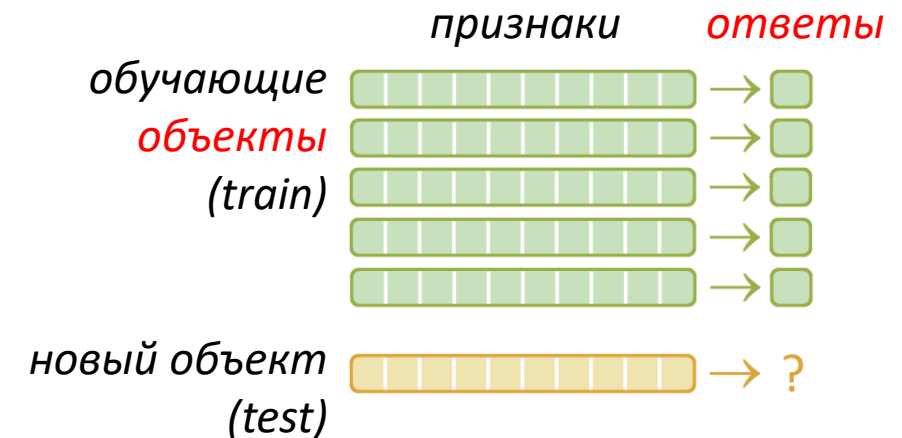 признаки ответы
обучающие
объекты
(train)
новый объект
(test)
?